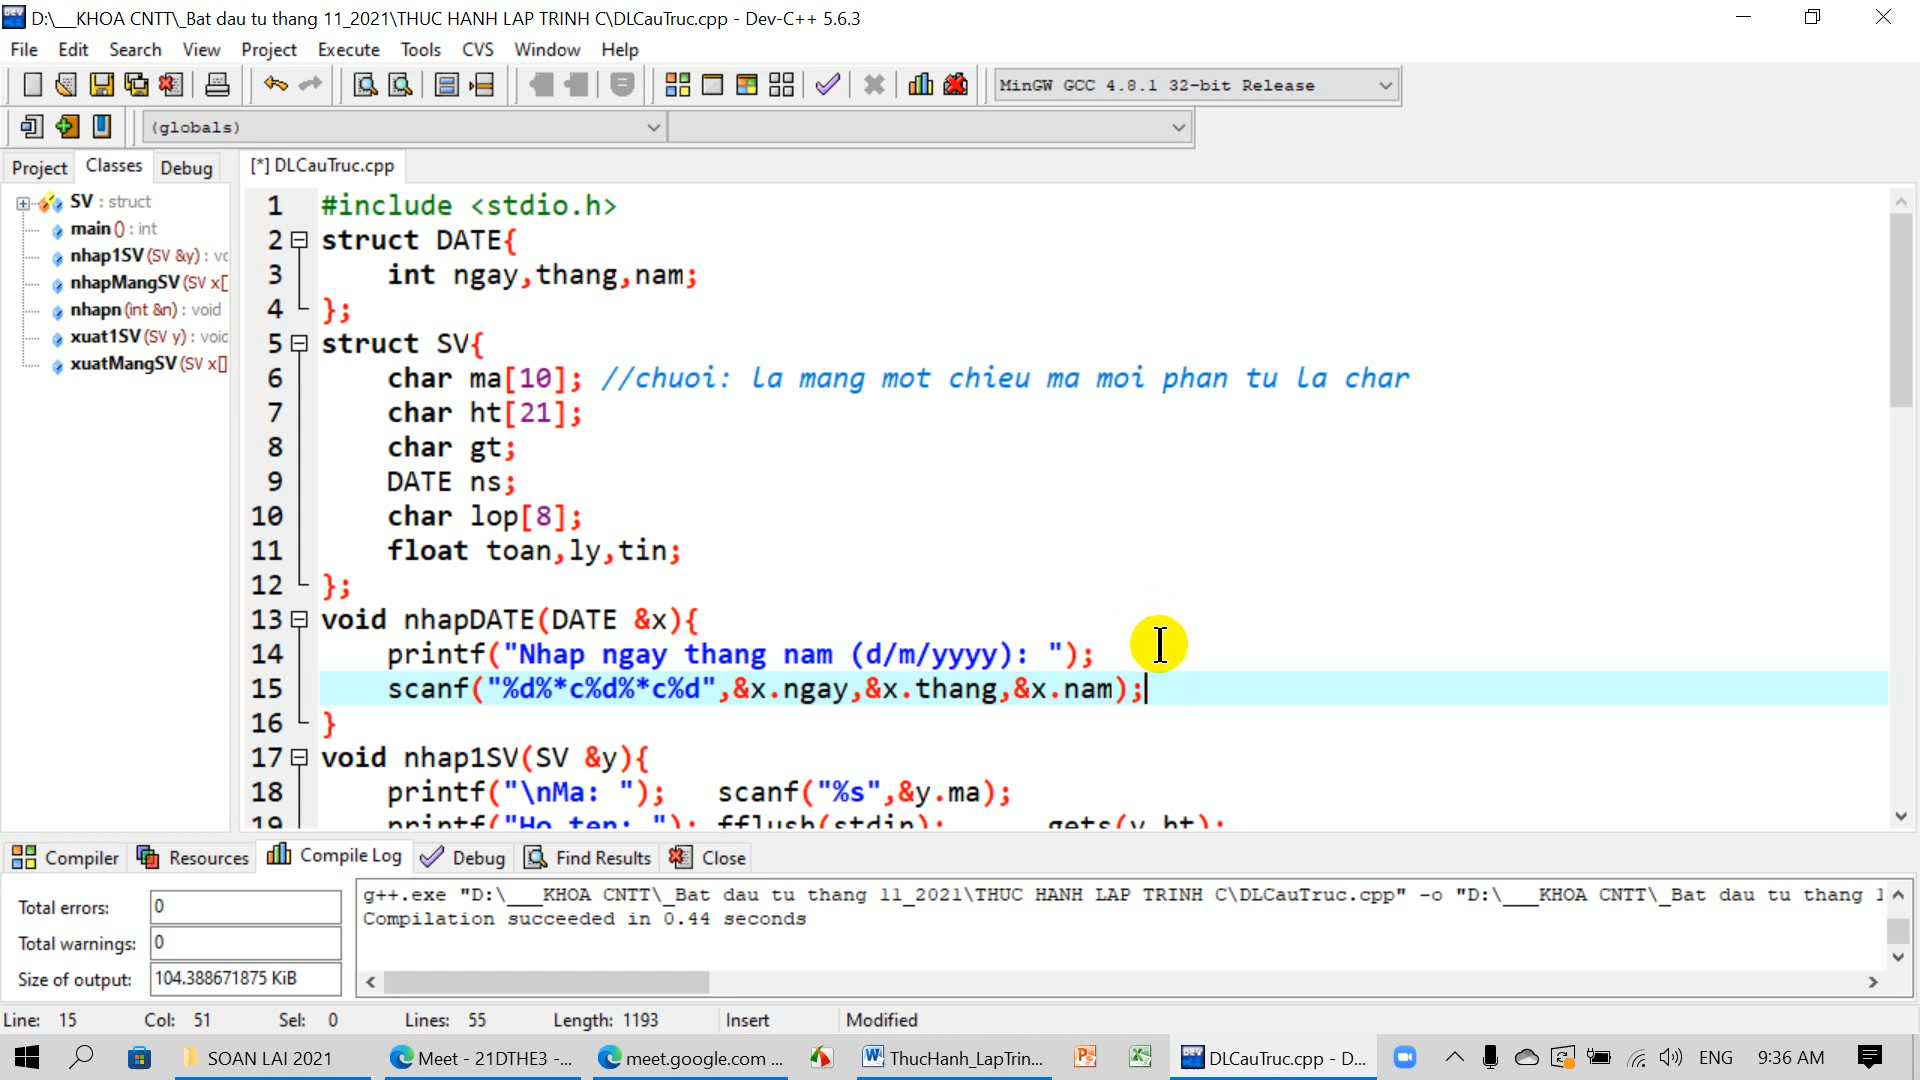 D:\___KHOA CNTT\_Bat dau tu thang 11_2021\THUC HANH LAP TRINH C\DLCauTruc.cpp - Dev-C++ 5.6.3
File Edit Search View Project Execute Tools CVS Window Help
MinGW GCC 4.8.1 32-bit Release
(globals)
Project Classes Debug
[*] DLCauTruc.cpp
SV : struct
main () : int
nhap1SV (SV &y) : vc
nhapMangSV (SV x[
nhapn (int &n) : void
xuat1SV (SV y) : voic
xuatMangSV (SV x[]
1 #include <stdio.h>
2 struct DATE{
3 int ngay,thang,nam;
4 };
5 struct SV{
6 char ma[10]; //chuoi: la mang mot chieu ma moi phan tu la char
7 char ht[21];
8 char gt;
9 DATE ns;
10 char lop[8];
11 float toan,ly,tin;
12 };
13 void nhapDATE(DATE &x){
14 printf("Nhap ngay thang nam (d/m/yyyy): ");
15 scanf("%d%*c%d%*c%d",&x.ngay,&x.thang,&x.nam);
16 }
17 void nhap1SV(SV &y){
18 printf("\nMa: "); scanf("%s",&y.ma);
19 printf("Ho ten: "); fflush(stdin); gets(y.ht);
Compiler Resources Compile Log Debug Find Results Close
Total errors: 0
Total warnings: 0
Size of output: 104.388671875 KiB
g++.exe "D:\___KHOA CNTT\_Bat dau tu thang 11_2021\THUC HANH LAP TRINH C\DLCauTruc.cpp" -o "D:\___KHOA CNTT\_Bat dau tu thang 1
Compilation succeeded in 0.44 seconds
Line: 15 Col: 51 Sel: 0 Lines: 55 Length: 1193 Insert Modified
SOAN LAI 2021
Meet - 21DTHE3 -...
meet.google.com ...
ThucHanh_LapTrin...
DLCauTruc.cpp - D...
ENG
9:36 AM